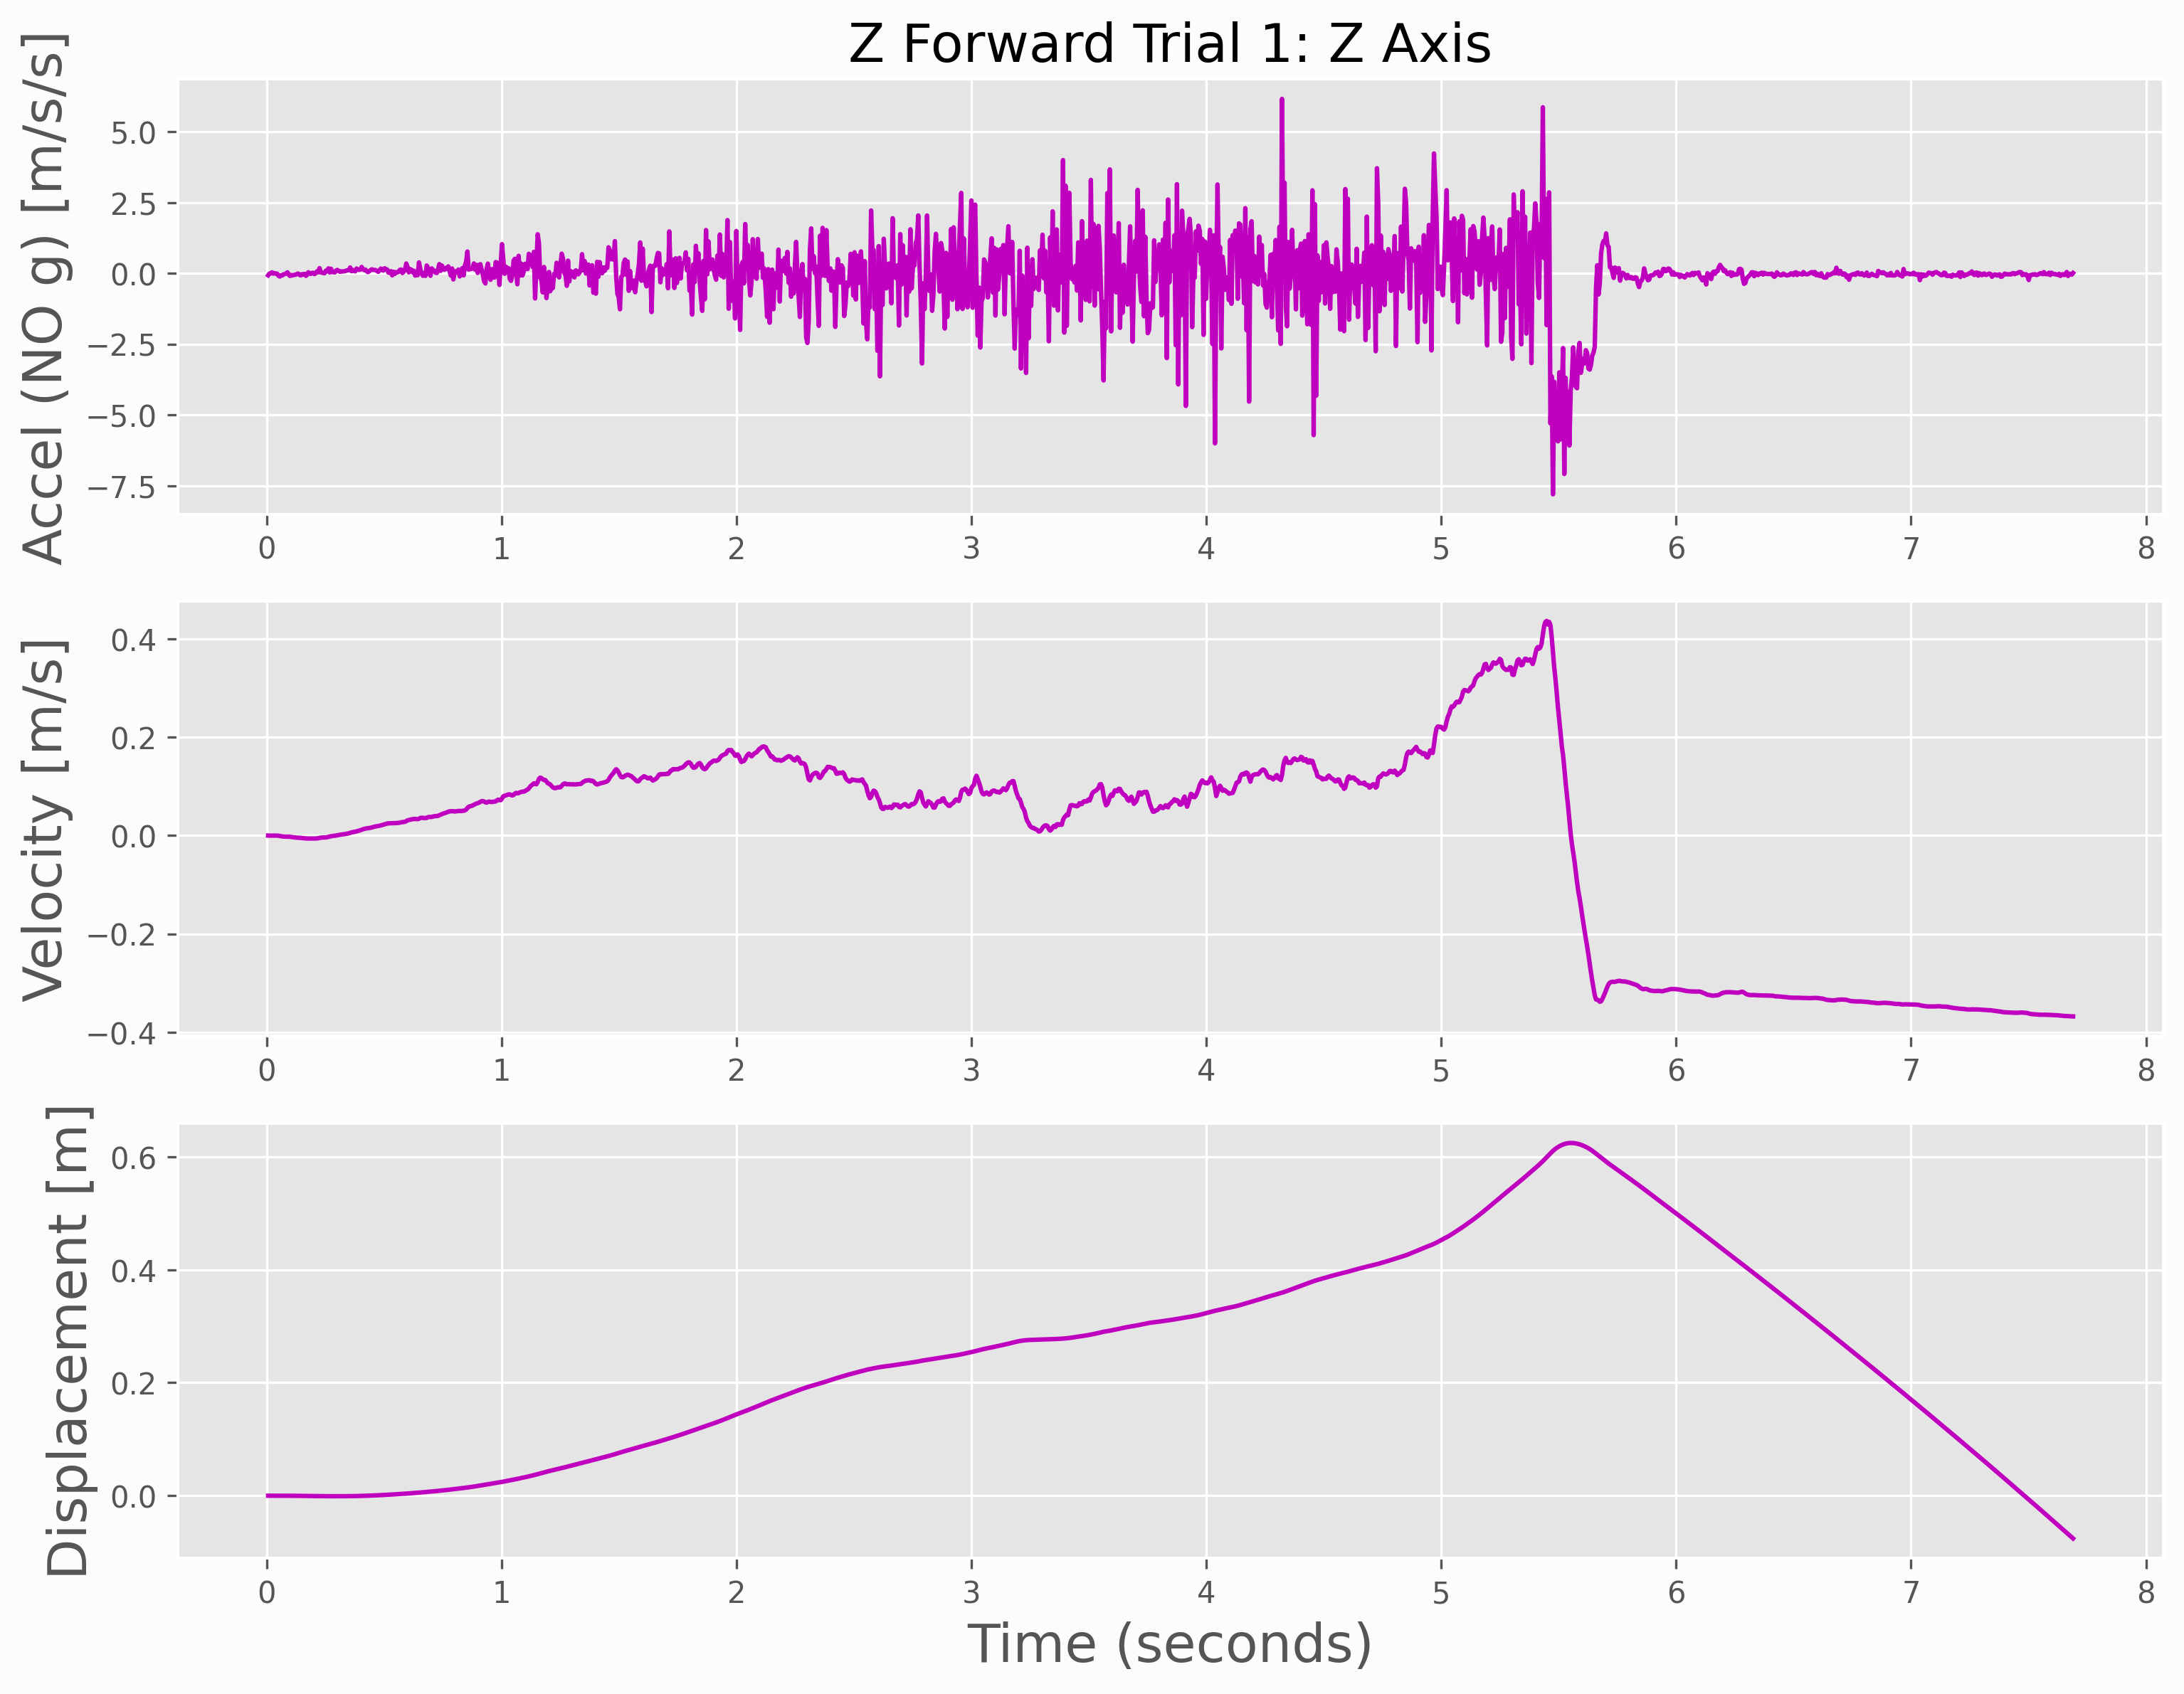 Z Forward Trial 1: Z Axis
Accel (NO g) [m/s/s]
5.0
2.5
0.0
−2.5
−5.0
−7.5
0 1 2 3 4 5 6 7 8
Velocity [m/s]
0.4
0.2
0.0
−0.2
−0.4
0 1 2 3 4 5 6 7 8
Displacement [m]
0.6
0.4
0.2
0.0
0 1 2 3 4 5 6 7 8
Time (seconds)